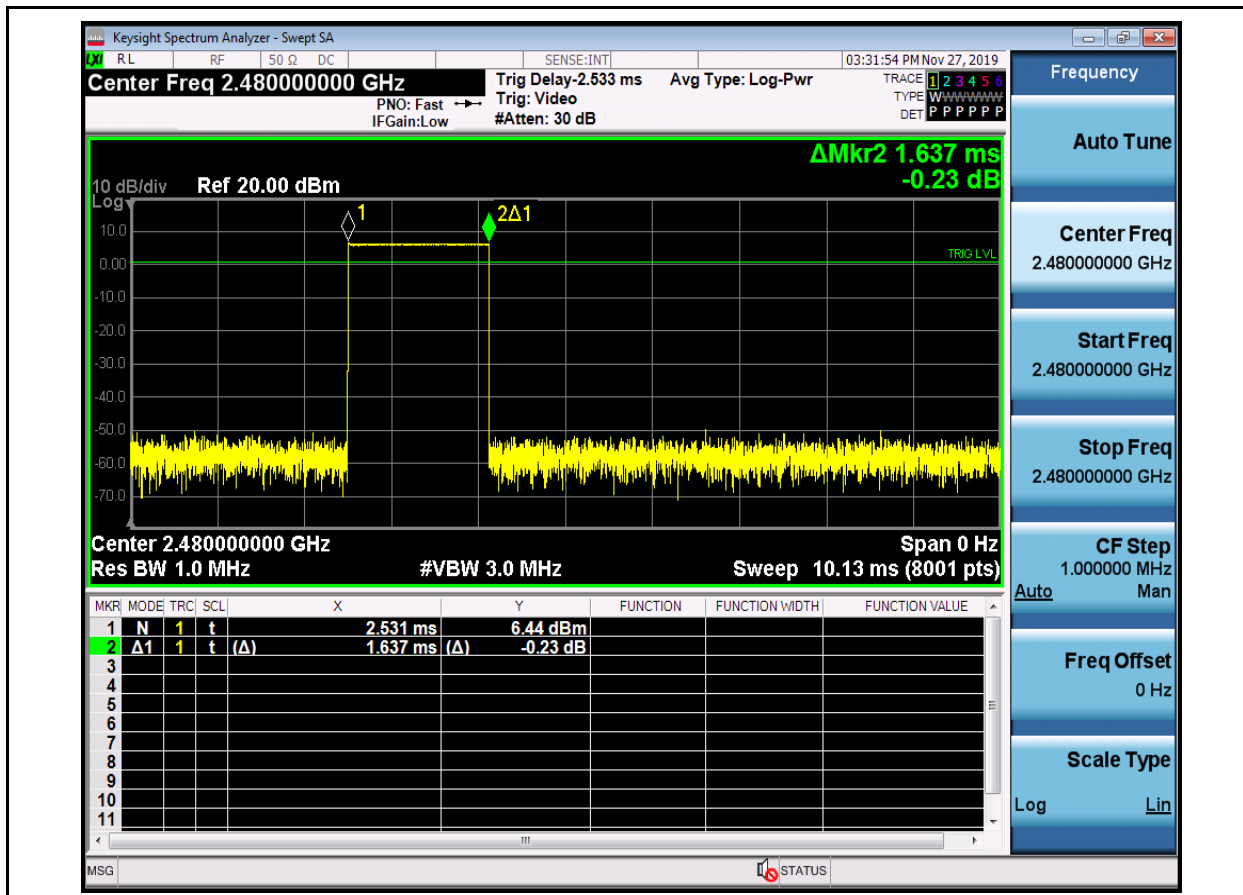 Keysight Spectrum Analyzer - Swept SA
LXI RL RF 50 Ω DC SENSE:INT 03:31:54 PM Nov 27, 2019
Center Freq 2.480000000 GHz
PNO: Fast
IFGain:Low
Trig Delay-2.533 ms
Trig: Video
#Atten: 30 dB
Avg Type: Log-Pwr
TRACE 1 2 3 4 5 6
TYPE WWWWWW
DET P P P P P P
ΔMkr2 1.637 ms
-0.23 dB
10 dB/div Ref 20.00 dBm
Log
1
2Δ1
10.0
TRIG LVL
0.00
-10.0
-20.0
-30.0
-40.0
-50.0
-60.0
-70.0
Center 2.480000000 GHz Span 0 Hz
Res BW 1.0 MHz #VBW 3.0 MHz Sweep 10.13 ms (8001 pts)
MKR MODE TRC SCL X Y FUNCTION FUNCTION WIDTH FUNCTION VALUE
1 N 1 t 2.531 ms 6.44 dBm
2 Δ1 1 t (Δ) 1.637 ms (Δ) -0.23 dB
3
4
5
6
7
8
9
10
11
MSG STATUS
Frequency
Auto Tune
Center Freq
2.480000000 GHz
Start Freq
2.480000000 GHz
Stop Freq
2.480000000 GHz
CF Step
1.000000 MHz
Auto Man
Freq Offset
0 Hz
Scale Type
Log Lin